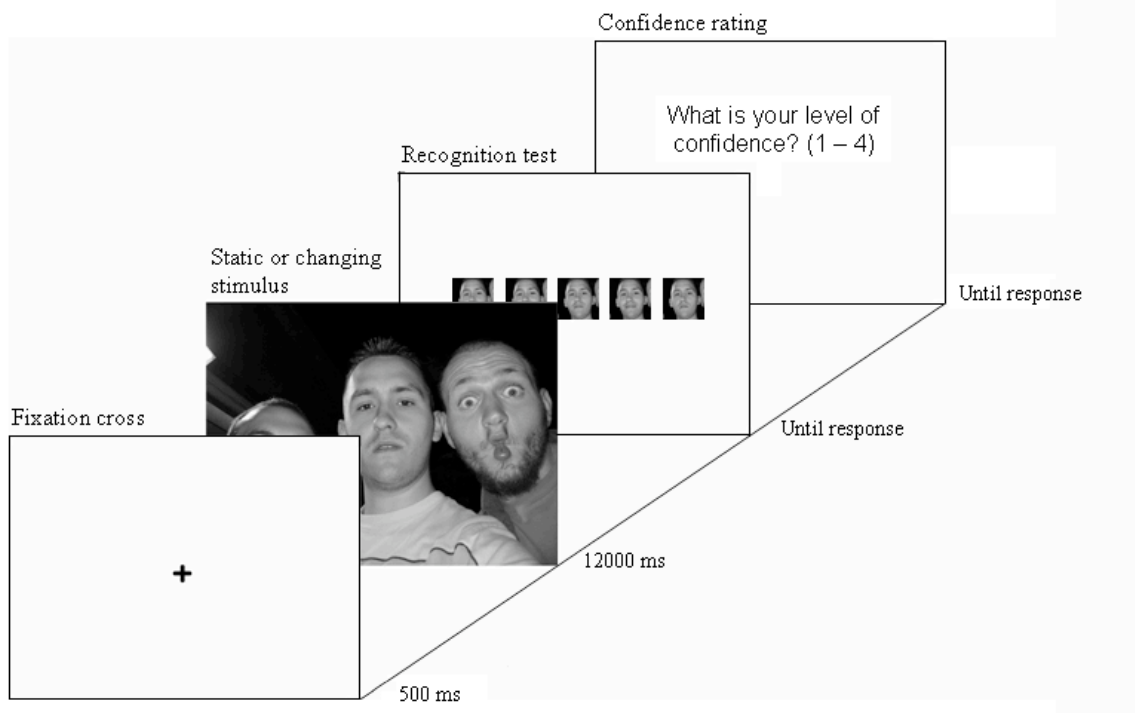 Confidence rating
What is your level of
confidence? (1 – 4)
Recognition test
Static or changing
stimulus
Until response
Fixation cross
Until response
12000 ms
+
500 ms